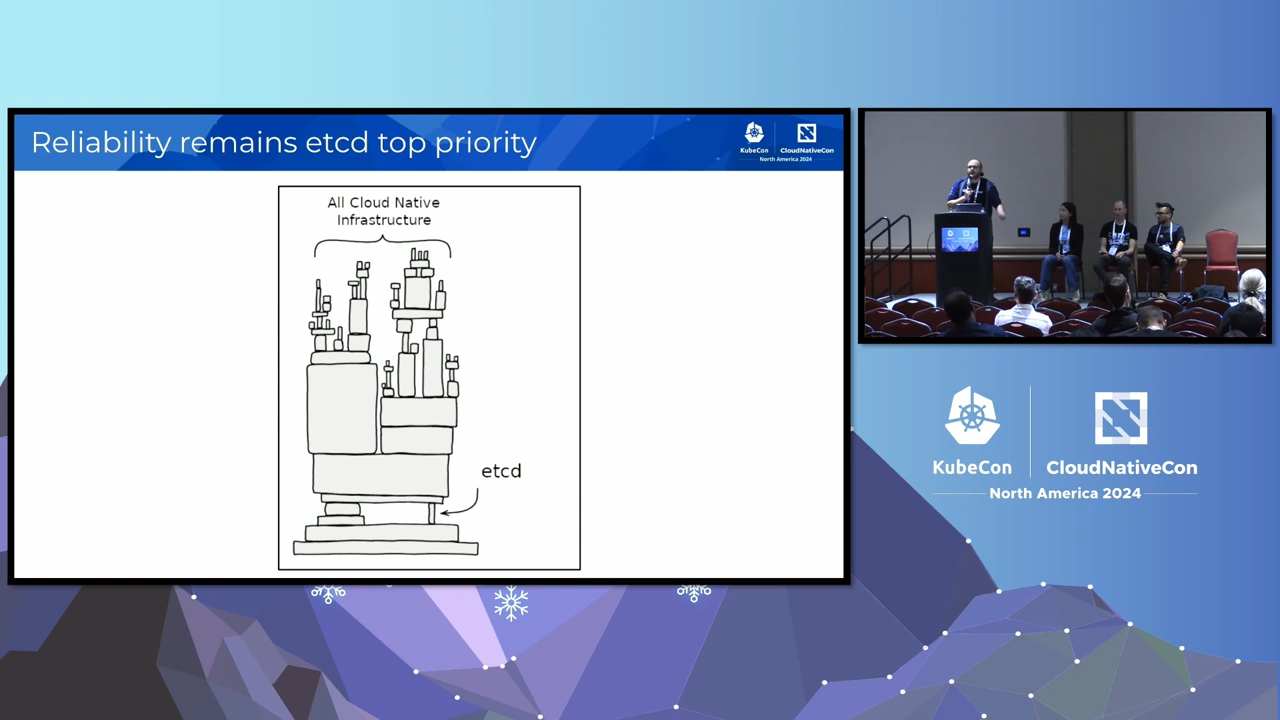 Reliability remains etcd top priority
KubeCon
CloudNativeCon
North America 2024
All Cloud Native
Infrastructure
etcd
KubeCon
CloudNativeCon
North America 2024